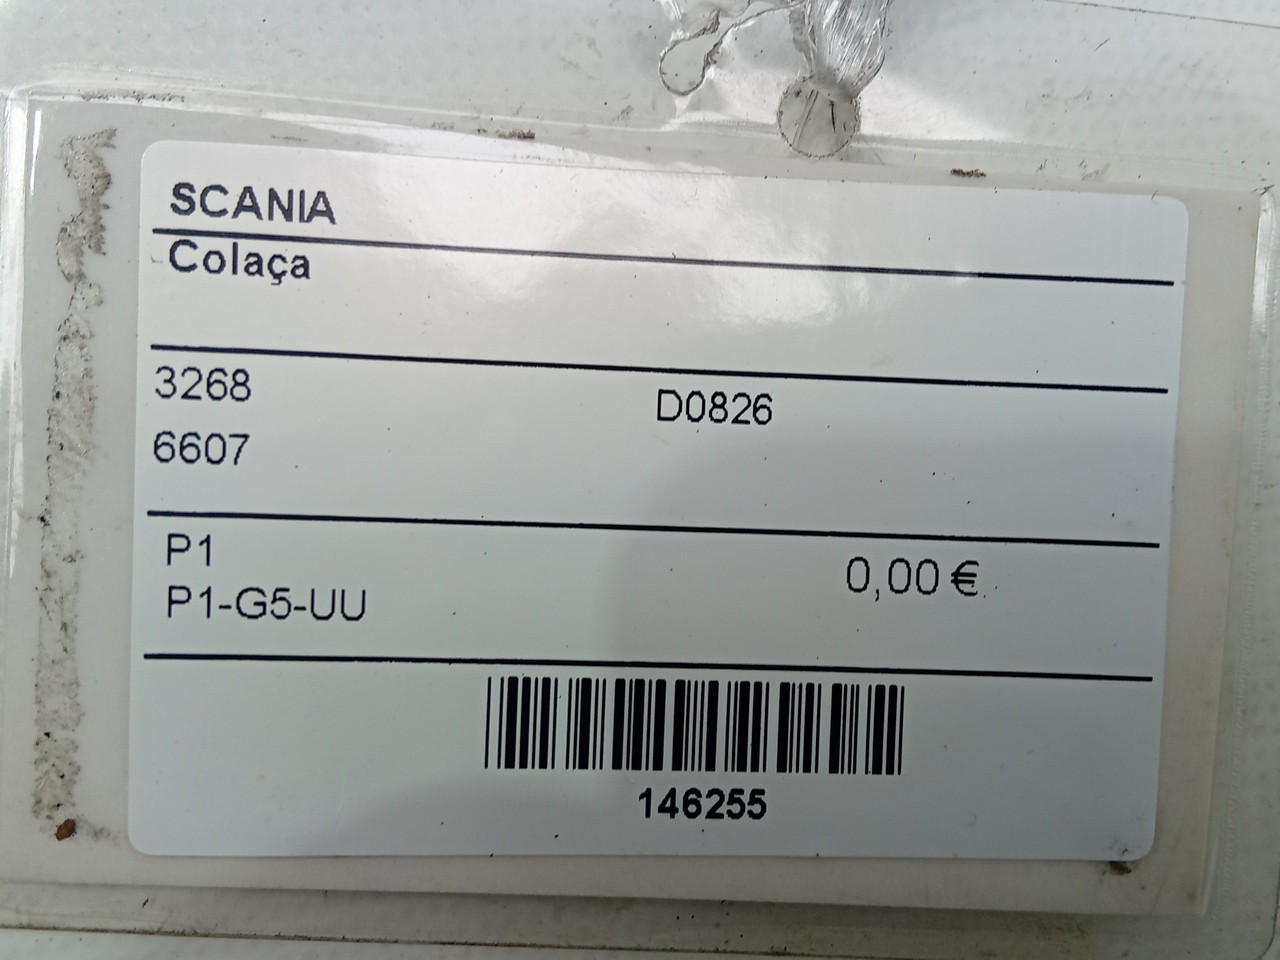 SCANIA
Colaça
3268 D0826
6607
P1 0,00 €
P1-G5-UU
146255